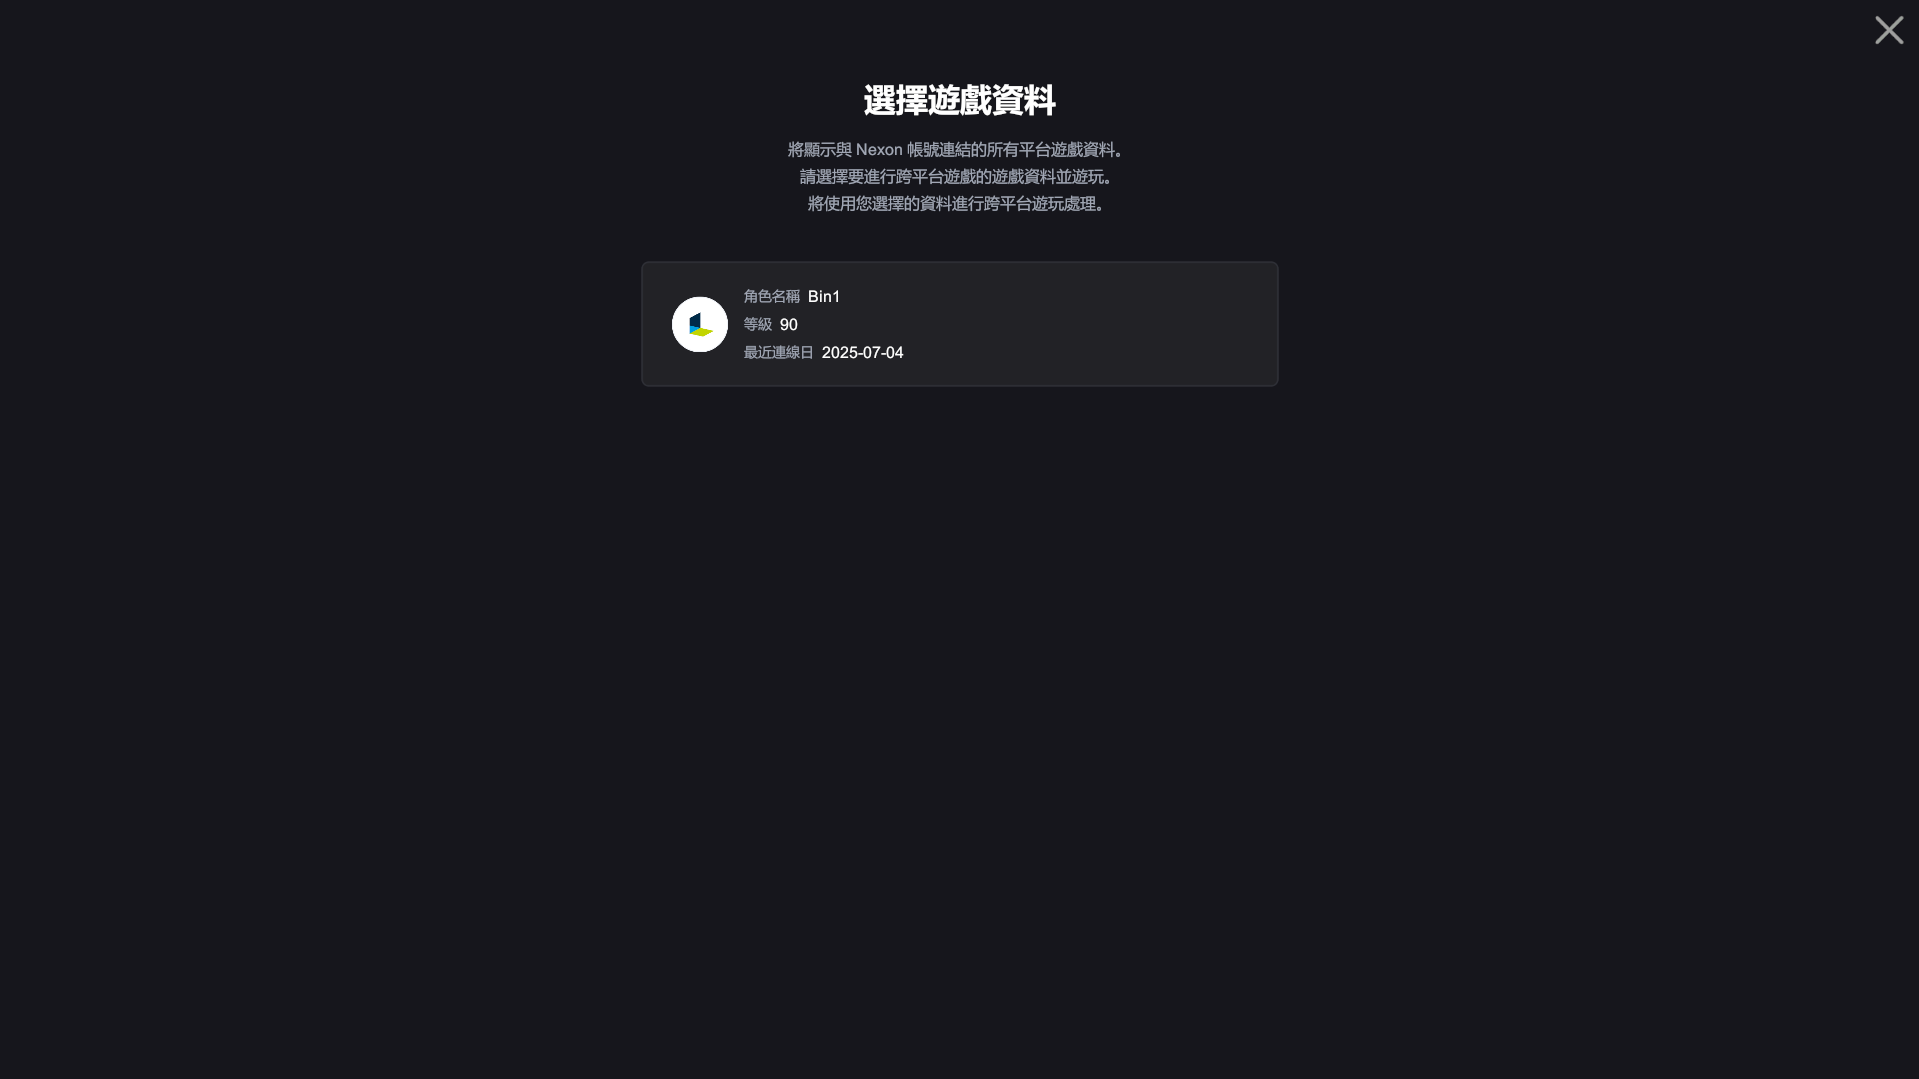 選擇遊戲資料
將顯示與 Nexon 帳號連結的所有平台遊戲資料。
請選擇要進行跨平台遊戲的遊戲資料並遊玩。
將使用您選擇的資料進行跨平台遊玩處理。
角色名稱 Bin1
等級 90
最近連線日 2025-07-04